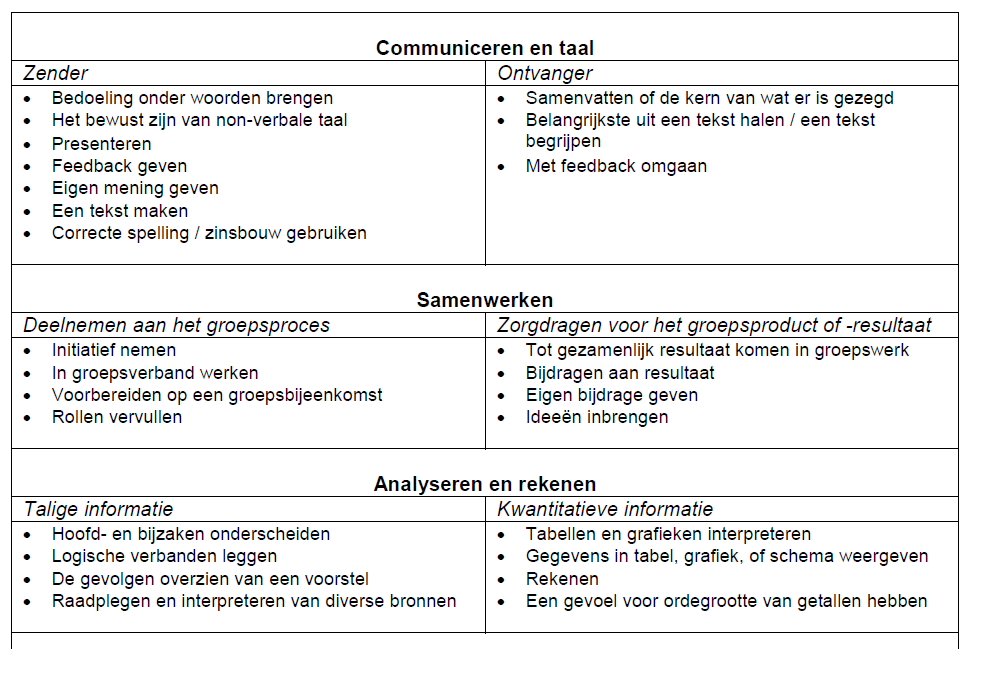 Communiceren en taal
Zender
• Bedoeling onder woorden brengen
• Het bewust zijn van non-verbale taal
• Presenteren
• Feedback geven
• Eigen mening geven
• Een tekst maken
• Correcte spelling / zinsbouw gebruiken
Ontvanger
• Samenvatten of de kern van wat er is gezegd
• Belangrijkste uit een tekst halen / een tekst
begrijpen
• Met feedback omgaan
Samenwerken
Deelnemen aan het groepsproces
• Initiatief nemen
• In groepsverband werken
• Voorbereiden op een groepsbijeenkomst
• Rollen vervullen
Zorgdragen voor het groepsproduct of -resultaat
• Tot gezamenlijk resultaat komen in groepswerk
• Bijdragen aan resultaat
• Eigen bijdrage geven
• Ideeën inbrengen
Analyseren en rekenen
Talige informatie
• Hoofd- en bijzaken onderscheiden
• Logische verbanden leggen
• De gevolgen overzien van een voorstel
• Raadplegen en interpreteren van diverse bronnen
Kwantitatieve informatie
• Tabellen en grafieken interpreteren
• Gegevens in tabel, grafiek, of schema weergeven
• Rekenen
• Een gevoel voor ordegrootte van getallen hebben